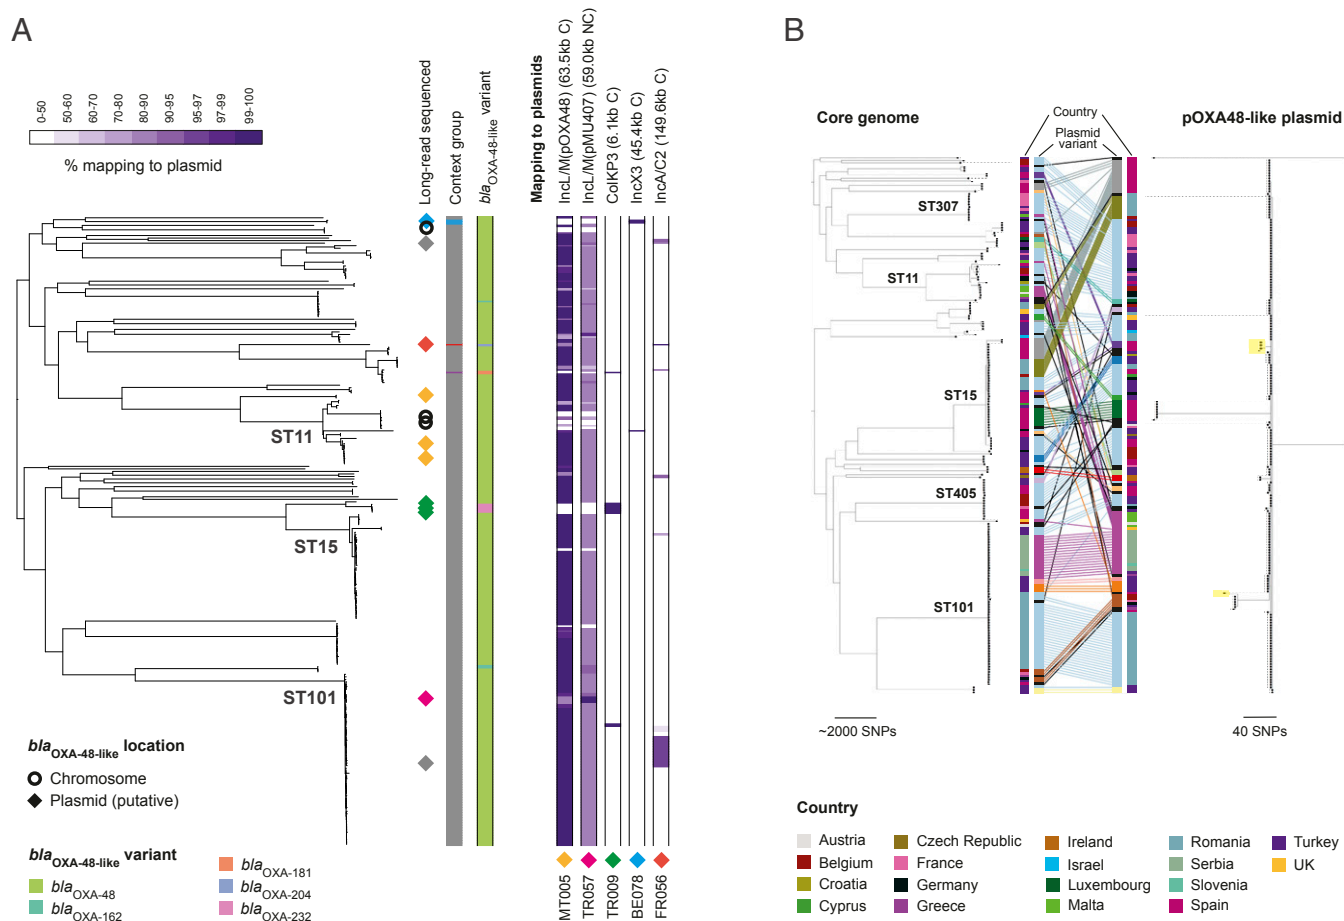 A
B
0-50
50-60
60-70
70-80
80-90
90-95
95-97
97-99
99-100
% mapping to plasmid
Long-read sequenced
Context group
blaOXA-48-like variant
Mapping to plasmids
IncL/M(pOXA48) (63.5kb C)
IncL/M(pMU407) (59.0kb NC)
ColKP3 (6.1kb C)
IncX3 (45.4kb C)
IncA/C2 (149.6kb C)
ST11
ST15
ST101
blaOXA-48-like location
Chromosome
Plasmid (putative)
blaOXA-48-like variant
blaOXA-48
blaOXA-162
blaOXA-181
blaOXA-204
blaOXA-232
MT005
TR057
TR009
BE078
FR056
Core genome
Country
Plasmid
variant
pOXA48-like plasmid
ST307
ST11
ST15
ST405
ST101
~2000 SNPs
40 SNPs
Country
Austria
Belgium
Croatia
Cyprus
Czech Republic
France
Germany
Greece
Ireland
Israel
Luxembourg
Malta
Romania
Serbia
Slovenia
Spain
Turkey
UK